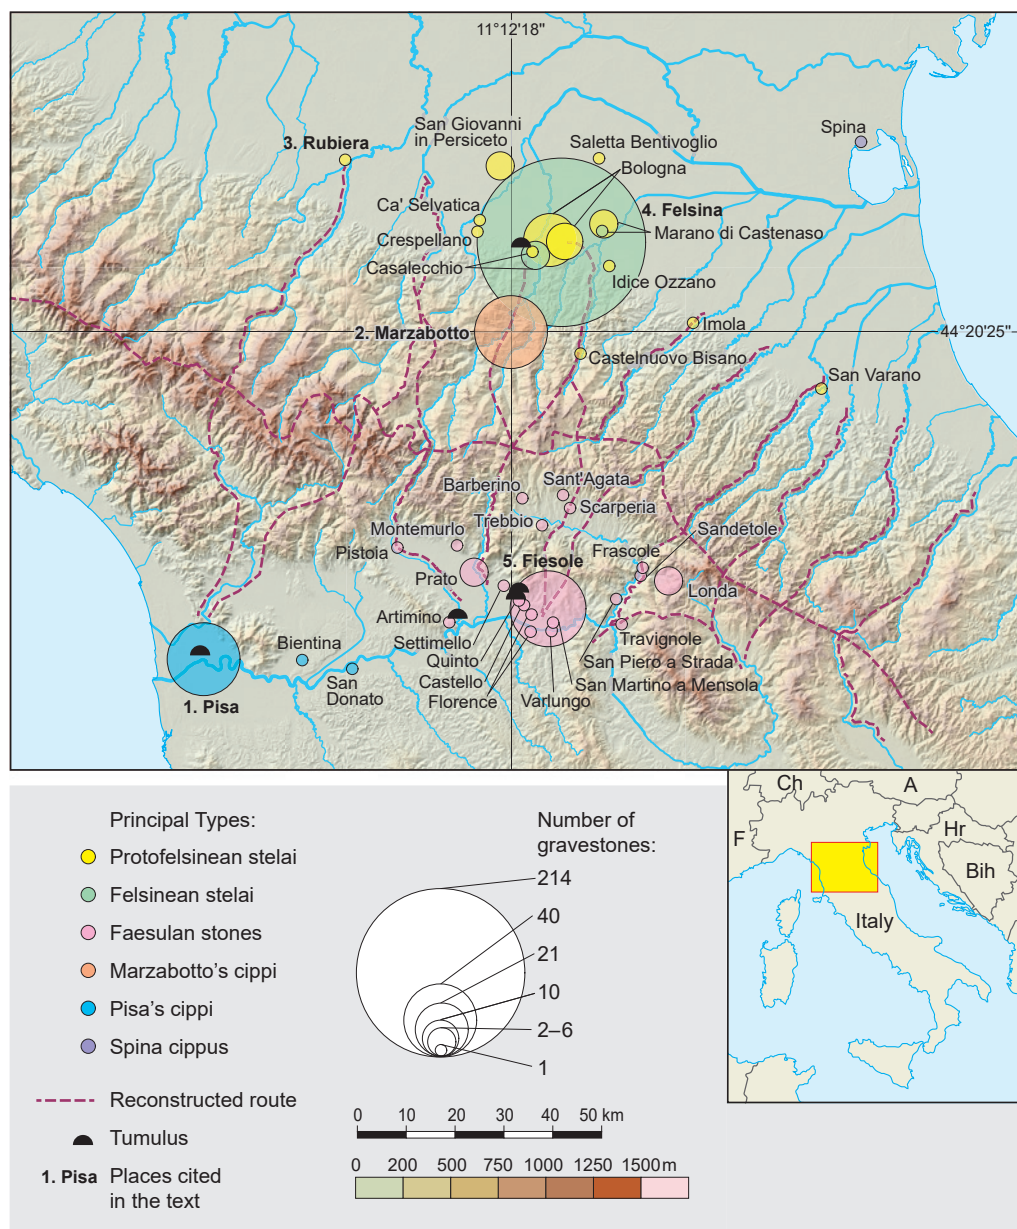 11°12'18"
San Giovanni
in Persiceto
3. Rubiera
Saletta Bentivoglio
Spina
Bologna
Ca' Selvatica
4. Felsina
Crespellano
Marano di Castenaso
Casalecchio
Idice Ozzano
2. Marzabotto
Imola
44°20'25"
Castelnuovo Bisano
San Varano
Barberino
Sant'Agata
Scarperia
Trebbio
Sandetole
Montemurlo
Pistoia
Frascole
5. Fiesole
Prato
Londa
Artimino
Settimello
Travignole
Bientina
Quinto
San Piero a Strada
San
Donato
Castello
San Martino a Mensola
Florence
Varlungo
1. Pisa
Principal Types:
Protofelsinean stelai
Felsinean stelai
Faesulan stones
Marzabotto’s cippi
Pisa’s cippi
Spina cippus
Reconstructed route
Tumulus
1. Pisa Places cited
in the text
Number of
gravestones:
214
40
21
10
2–6
1
0 10 20 30 40 50 km
0 200 500 750 1000 1250 1500m
Ch
A
F
Hr
Bih
Italy